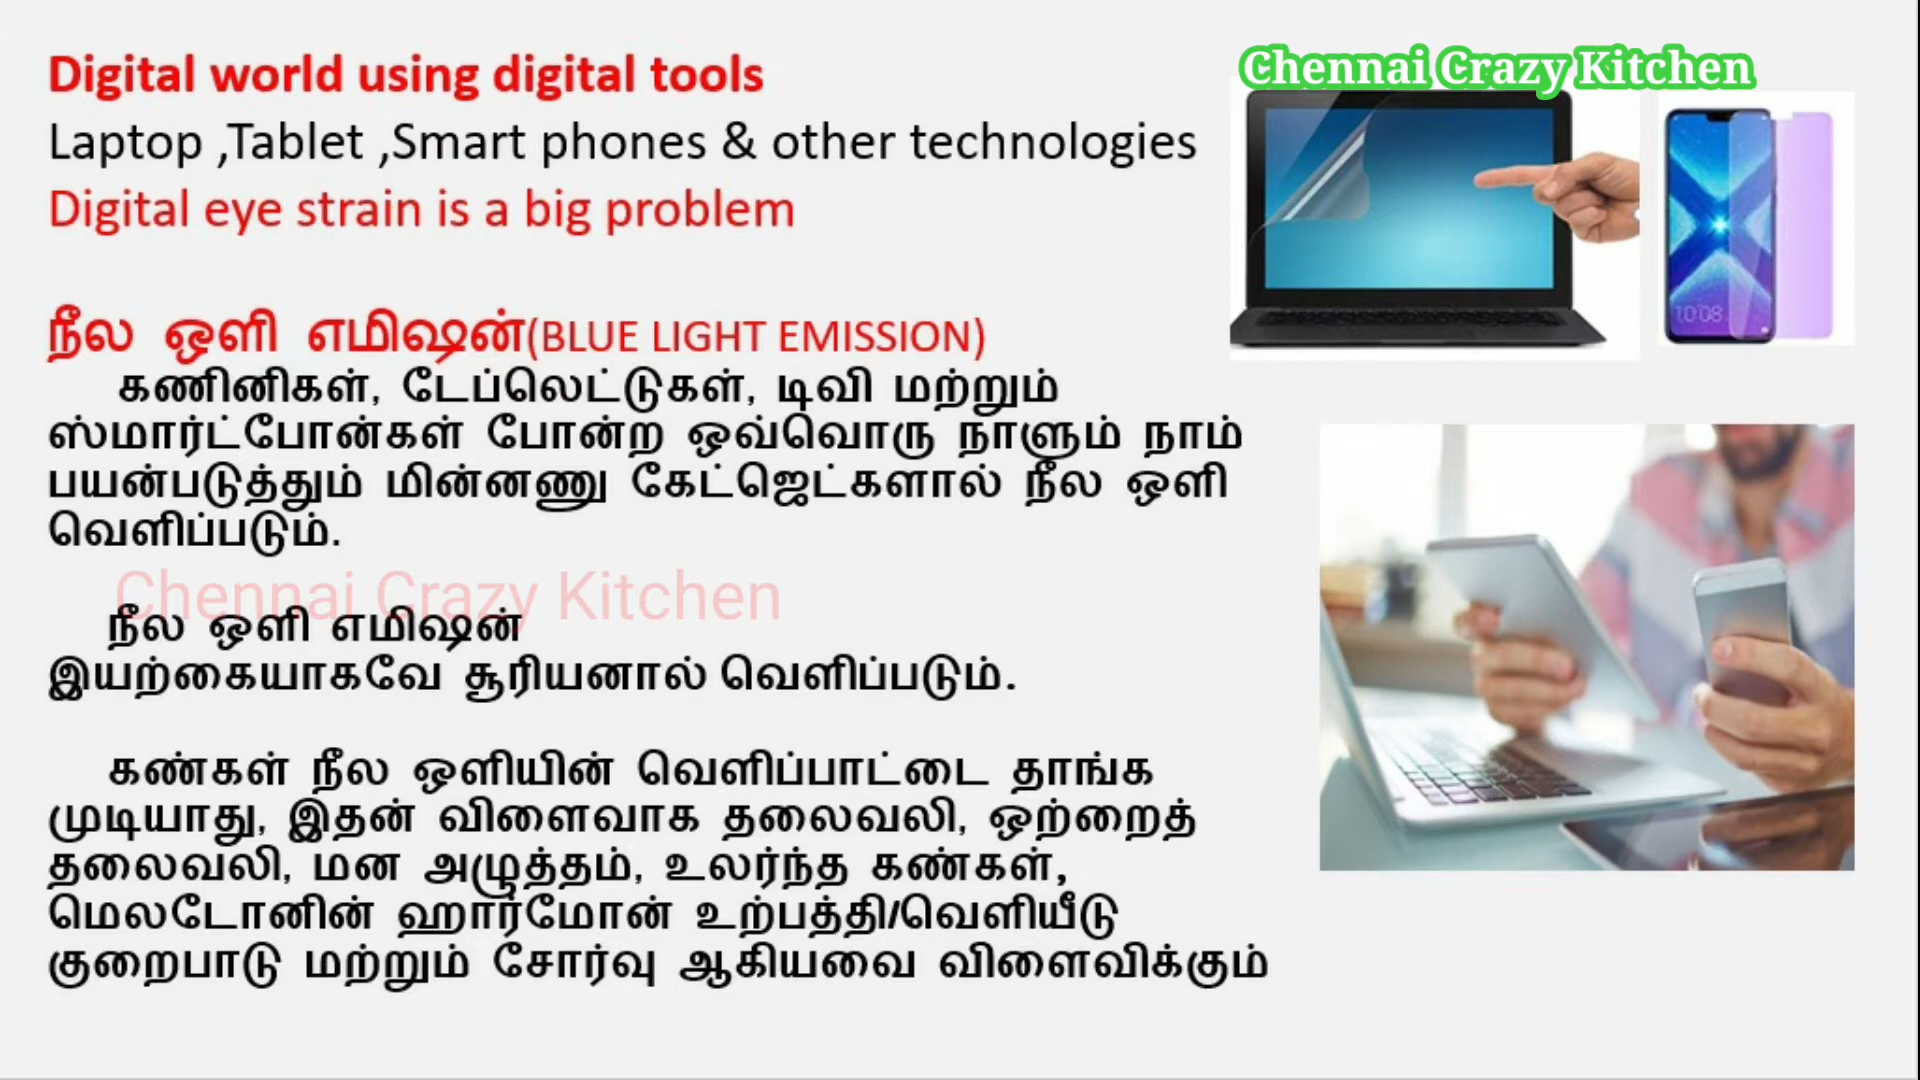 Chennai Crazy Kitchen
Digital world using digital tools
Laptop ,Tablet ,Smart phones & other technologies
Digital eye strain is a big problem
நீல ஒளி எமிஷன்(BLUE LIGHT EMISSION)
கணினிகள், டேப்லெட்டுகள், டிவி மற்றும்
ஸ்மார்ட்போன்கள் போன்ற ஒவ்வொரு நாளும் நாம்
பயன்படுத்தும் மின்னணு கேட்ஜெட்களால் நீல ஒளி
வெளிப்படும்.
Chennai Crazy Kitchen
நீல ஒளி எமிஷன்
இயற்கையாகவே சூரியனால் வெளிப்படும்.
கண்கள் நீல ஒளியின் வெளிப்பாட்டை தாங்க
முடியாது, இதன் விளைவாக தலைவலி, ஒற்றைத்
தலைவலி, மன அழுத்தம், உலர்ந்த கண்கள்,
மெலடோனின் ஹார்மோன் உற்பத்தி/வெளியீடு
குறைபாடு மற்றும் சோர்வு ஆகியவை விளைவிக்கும்
10:08